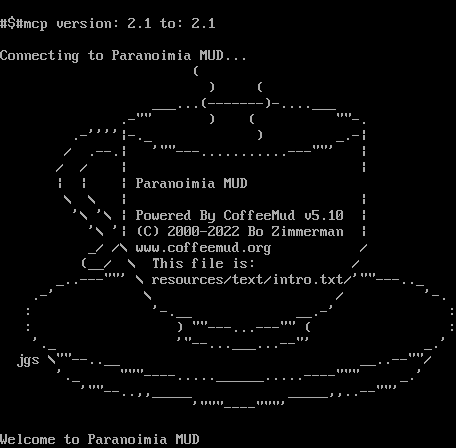 #$#mcp version: 2.1 to: 2.1
Connecting to Paranoimia MUD...
Paranoimia MUD
Powered By CoffeeMud v5.10
(C) 2000-2022 Bo Zimmerman
www.coffeemud.org
This file is:
resources/text/intro.txt/
jgs
Welcome to Paranoimia MUD